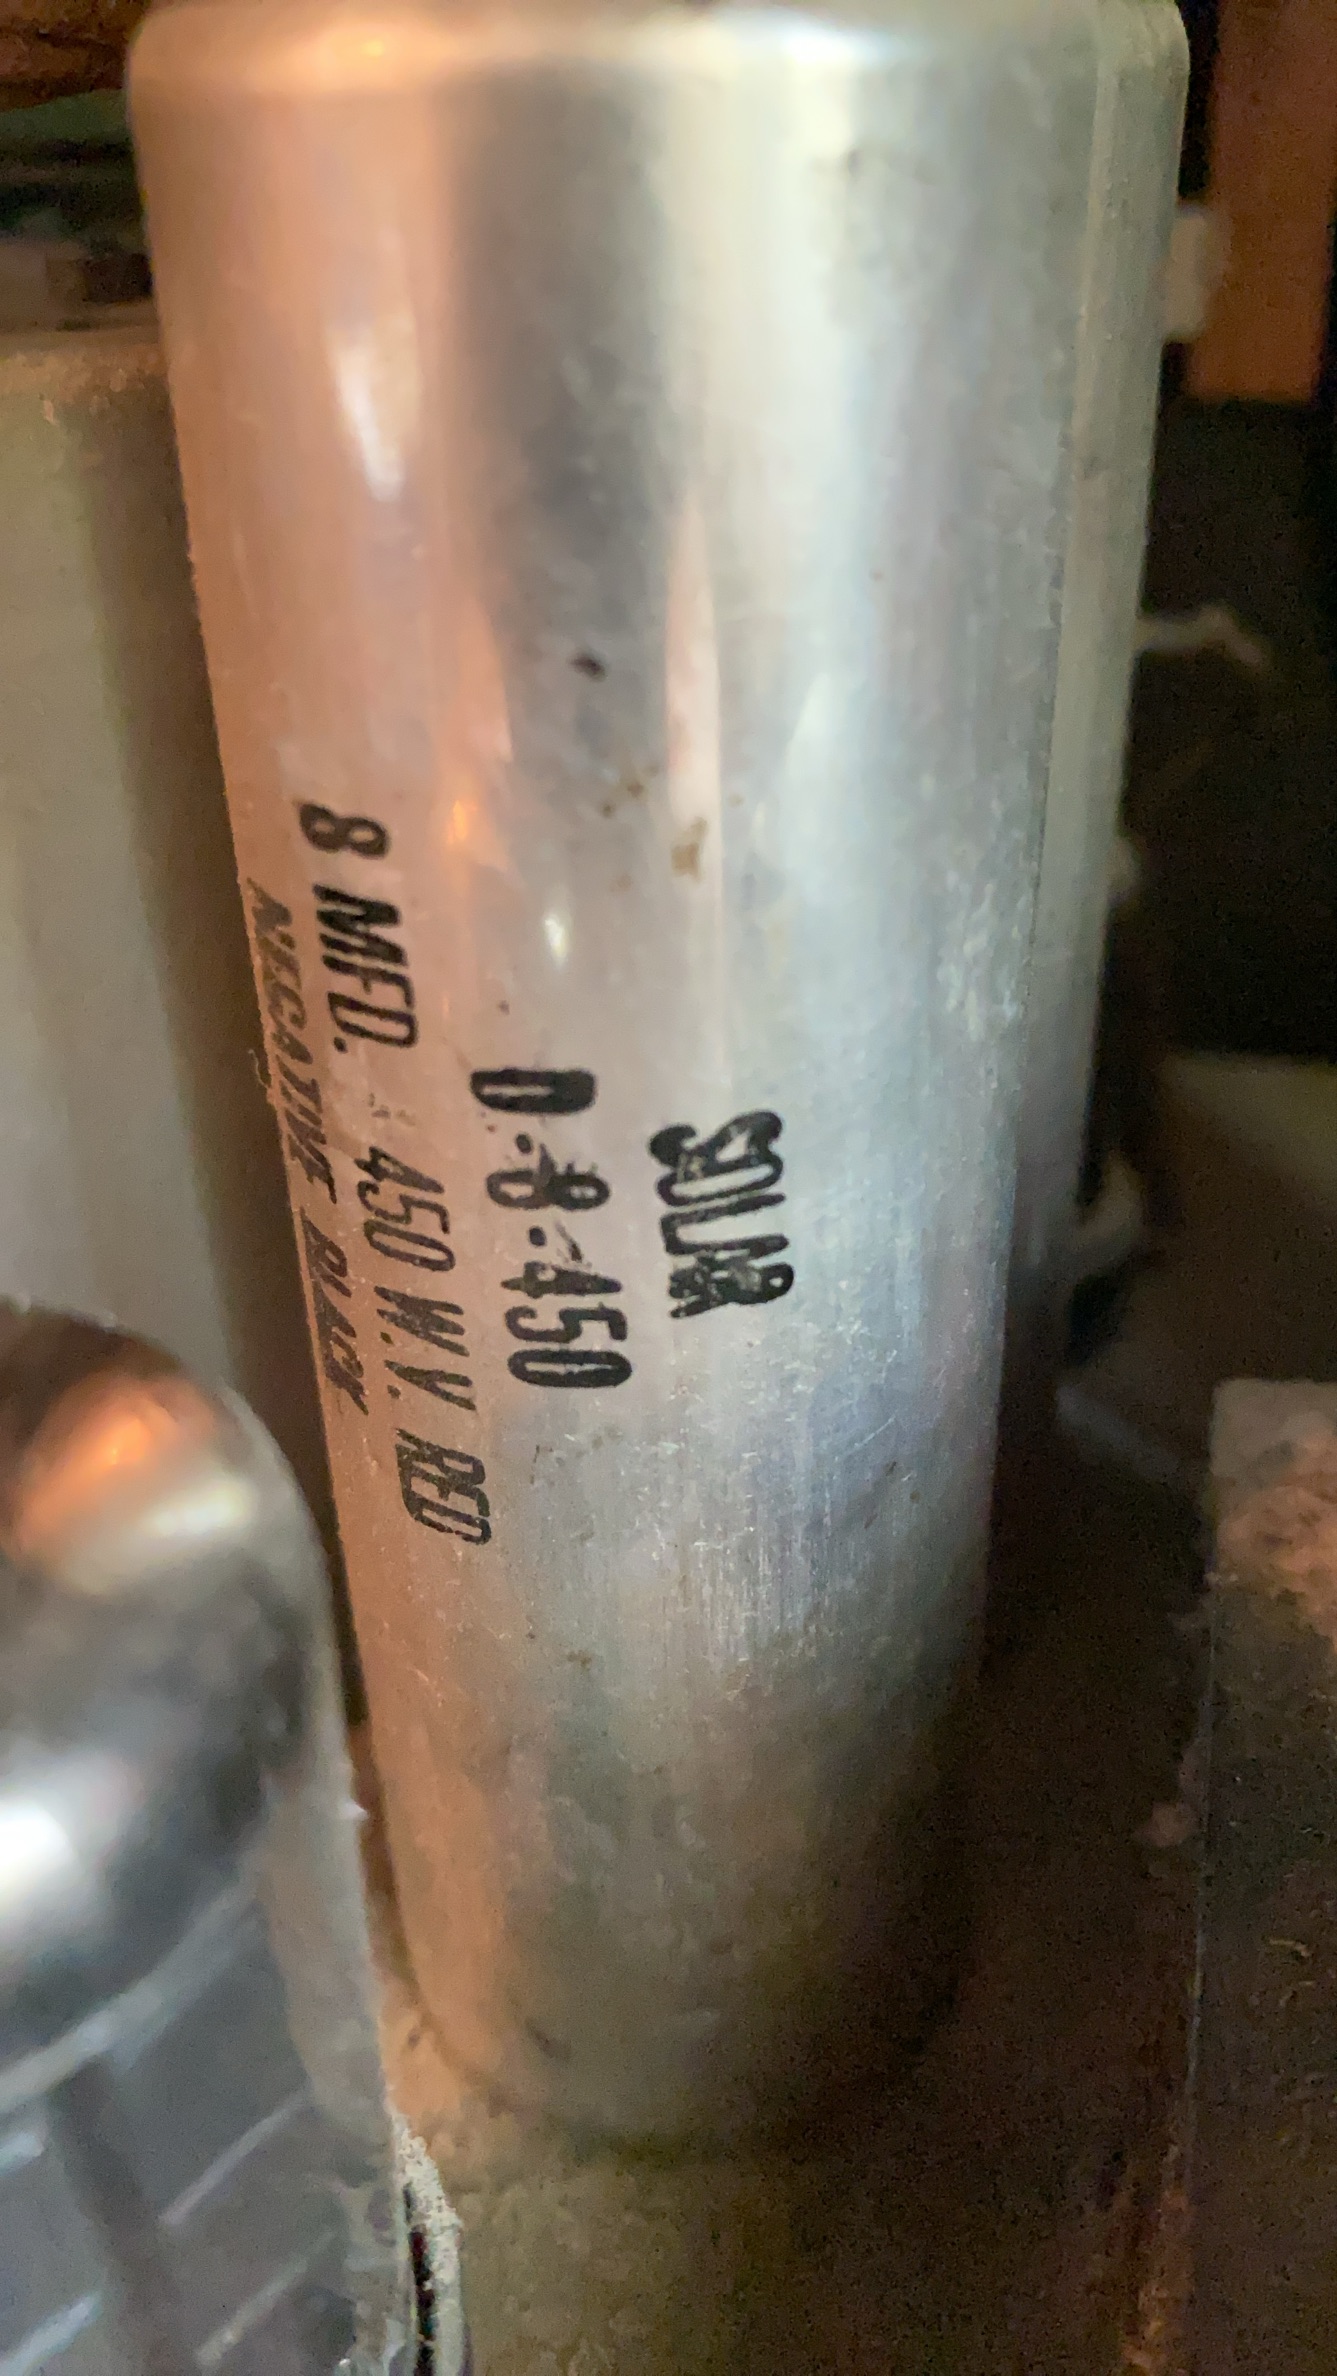 SOLAR
D-8-450
8 MFD. 450 W.V. RED
NEGATIVE BLACK